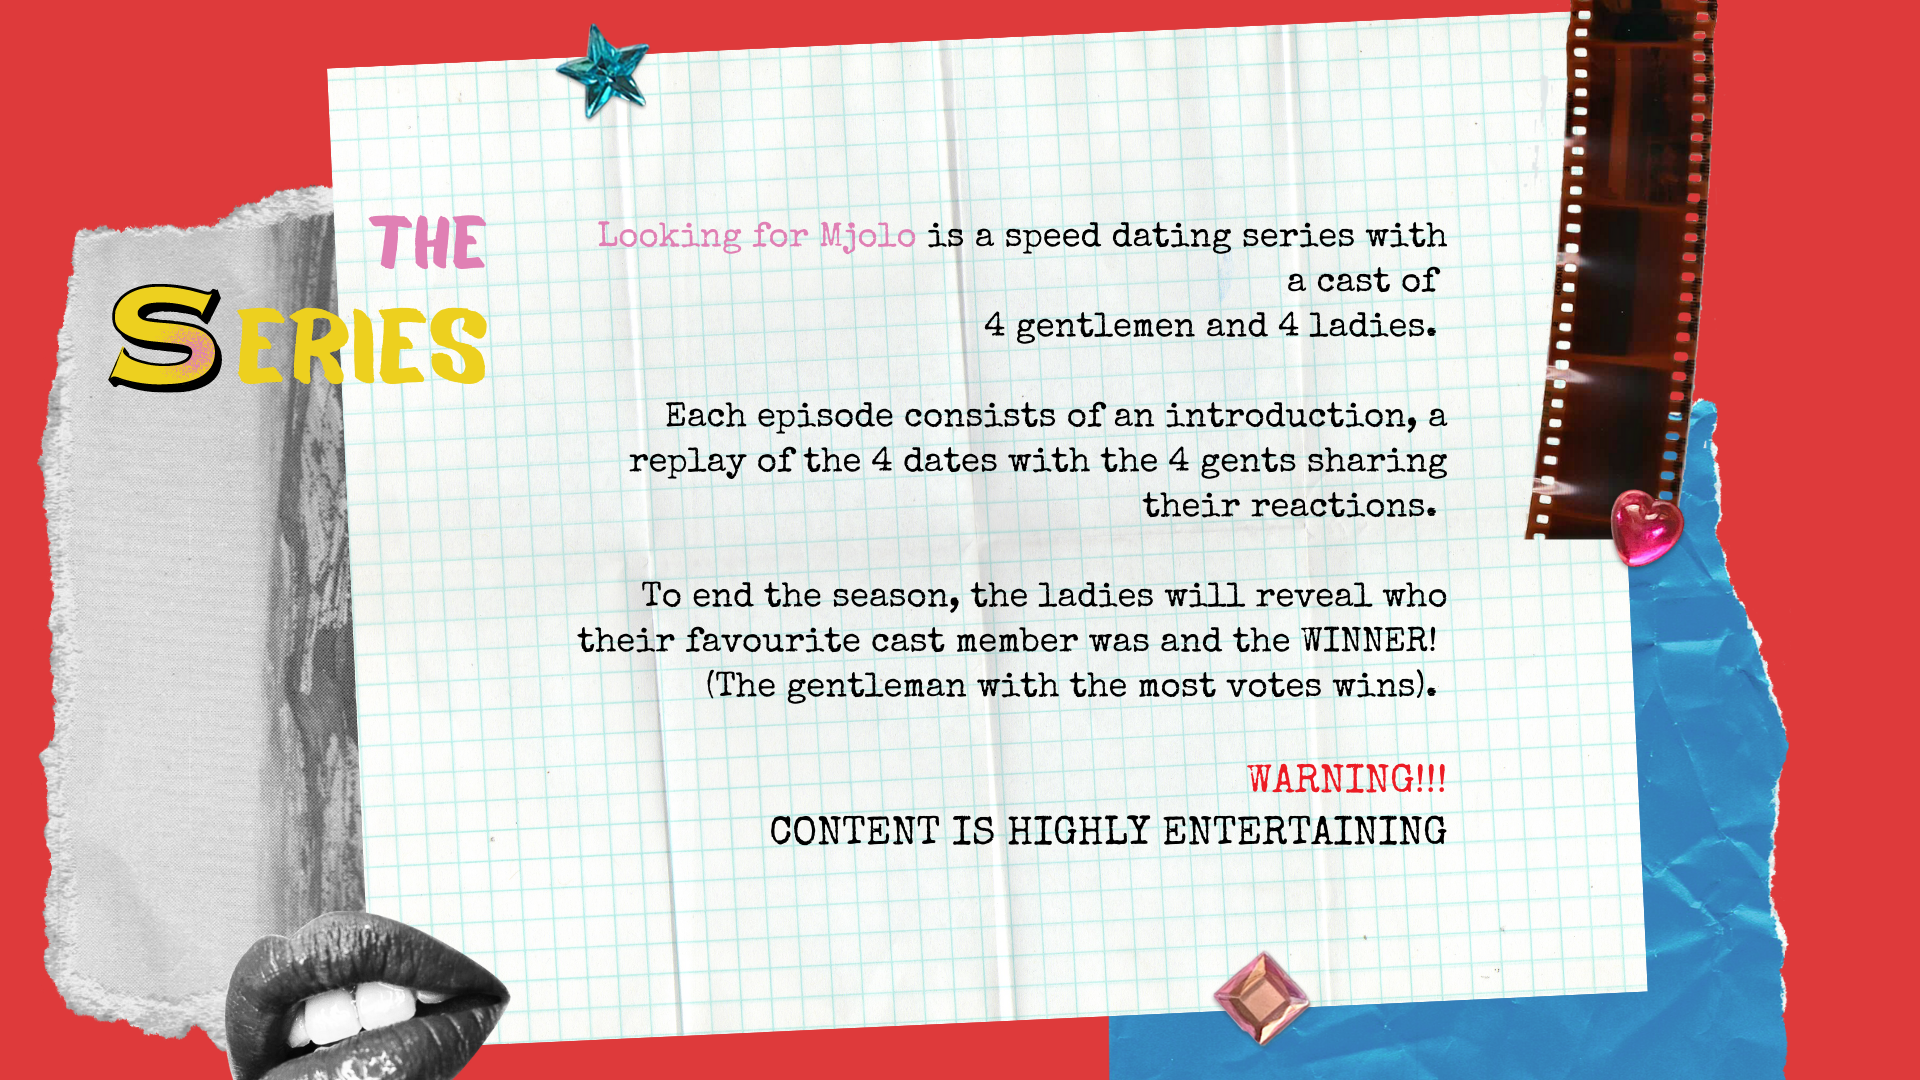 THE
SERIES
Looking for Mjolo is a speed dating series with
a cast of
4 gentlemen and 4 ladies.
Each episode consists of an introduction, a
replay of the 4 dates with the 4 gents sharing
their reactions.
To end the season, the ladies will reveal who
their favourite cast member was and the WINNER!
(The gentleman with the most votes wins).
WARNING!!!
CONTENT IS HIGHLY ENTERTAINING